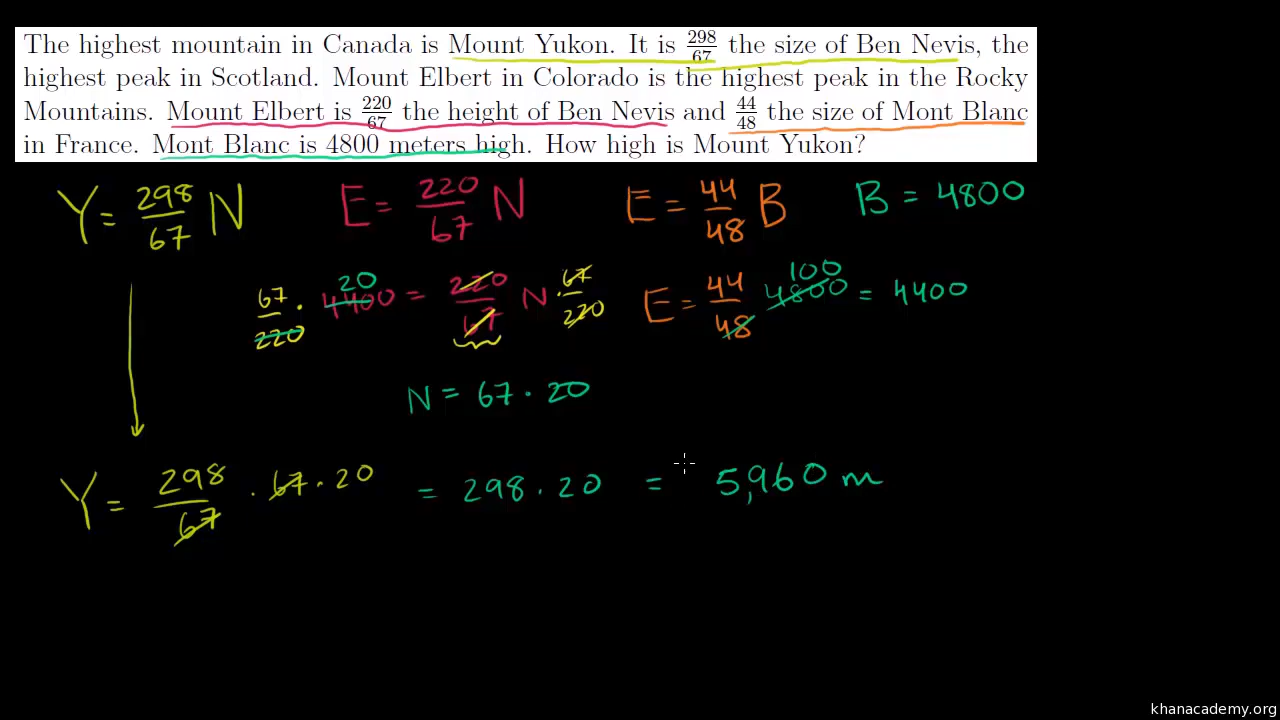 The highest mountain in Canada is Mount Yukon. It is 298/67 the size of Ben Nevis, the
highest peak in Scotland. Mount Elbert in Colorado is the highest peak in the Rocky
Mountains. Mount Elbert is 220/67 the height of Ben Nevis and 44/48 the size of Mont Blanc
in France. Mont Blanc is 4800 meters high. How high is Mount Yukon?
Y = 298/67 N E = 220/67 N E = 44/48 B B = 4800
67/220 · 4400 = 220/67 N · 67/220 E = 44/48 4800 = 4400
20 100
N = 67 · 20
Y = 298/67 · 67 · 20 = 298 · 20 = 5,960 m
khanacademy.org